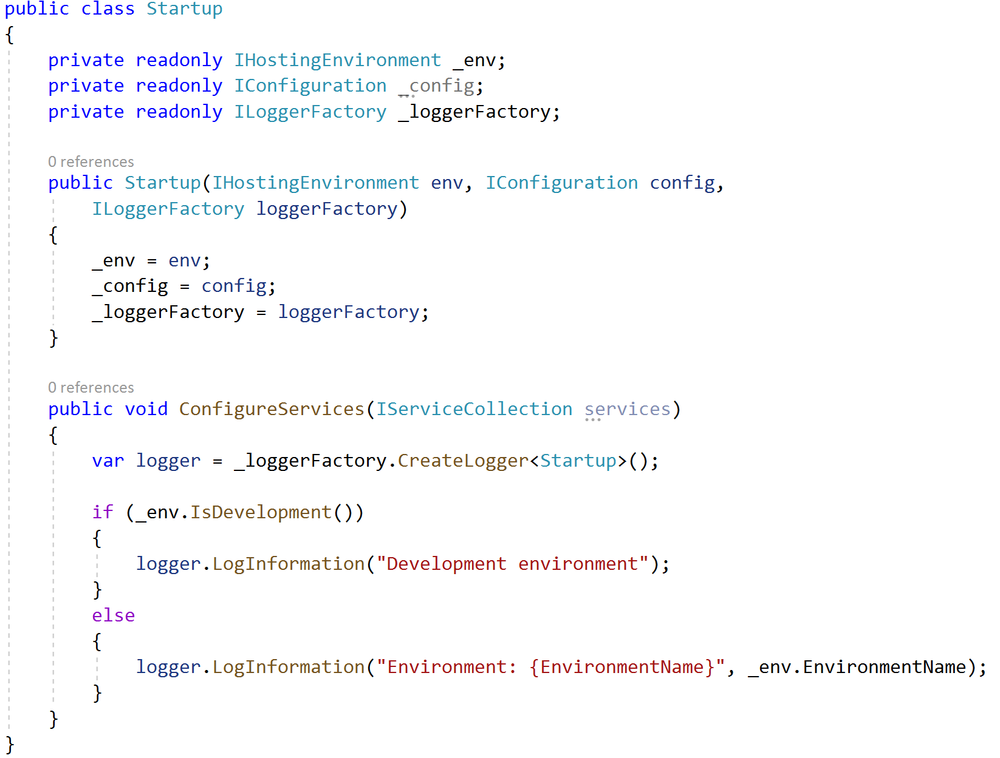 public class Startup
{
    private readonly IHostingEnvironment _env;
    private readonly IConfiguration _config;
    private readonly ILoggerFactory _loggerFactory;

    0 references
    public Startup(IHostingEnvironment env, IConfiguration config,
        ILoggerFactory loggerFactory)
    {
        _env = env;
        _config = config;
        _loggerFactory = loggerFactory;
    }

    0 references
    public void ConfigureServices(IServiceCollection services)
    {
        var logger = _loggerFactory.CreateLogger<Startup>();

        if (_env.IsDevelopment())
        {
            logger.LogInformation("Development environment");
        }
        else
        {
            logger.LogInformation("Environment: {EnvironmentName}", _env.EnvironmentName);
        }
    }
}